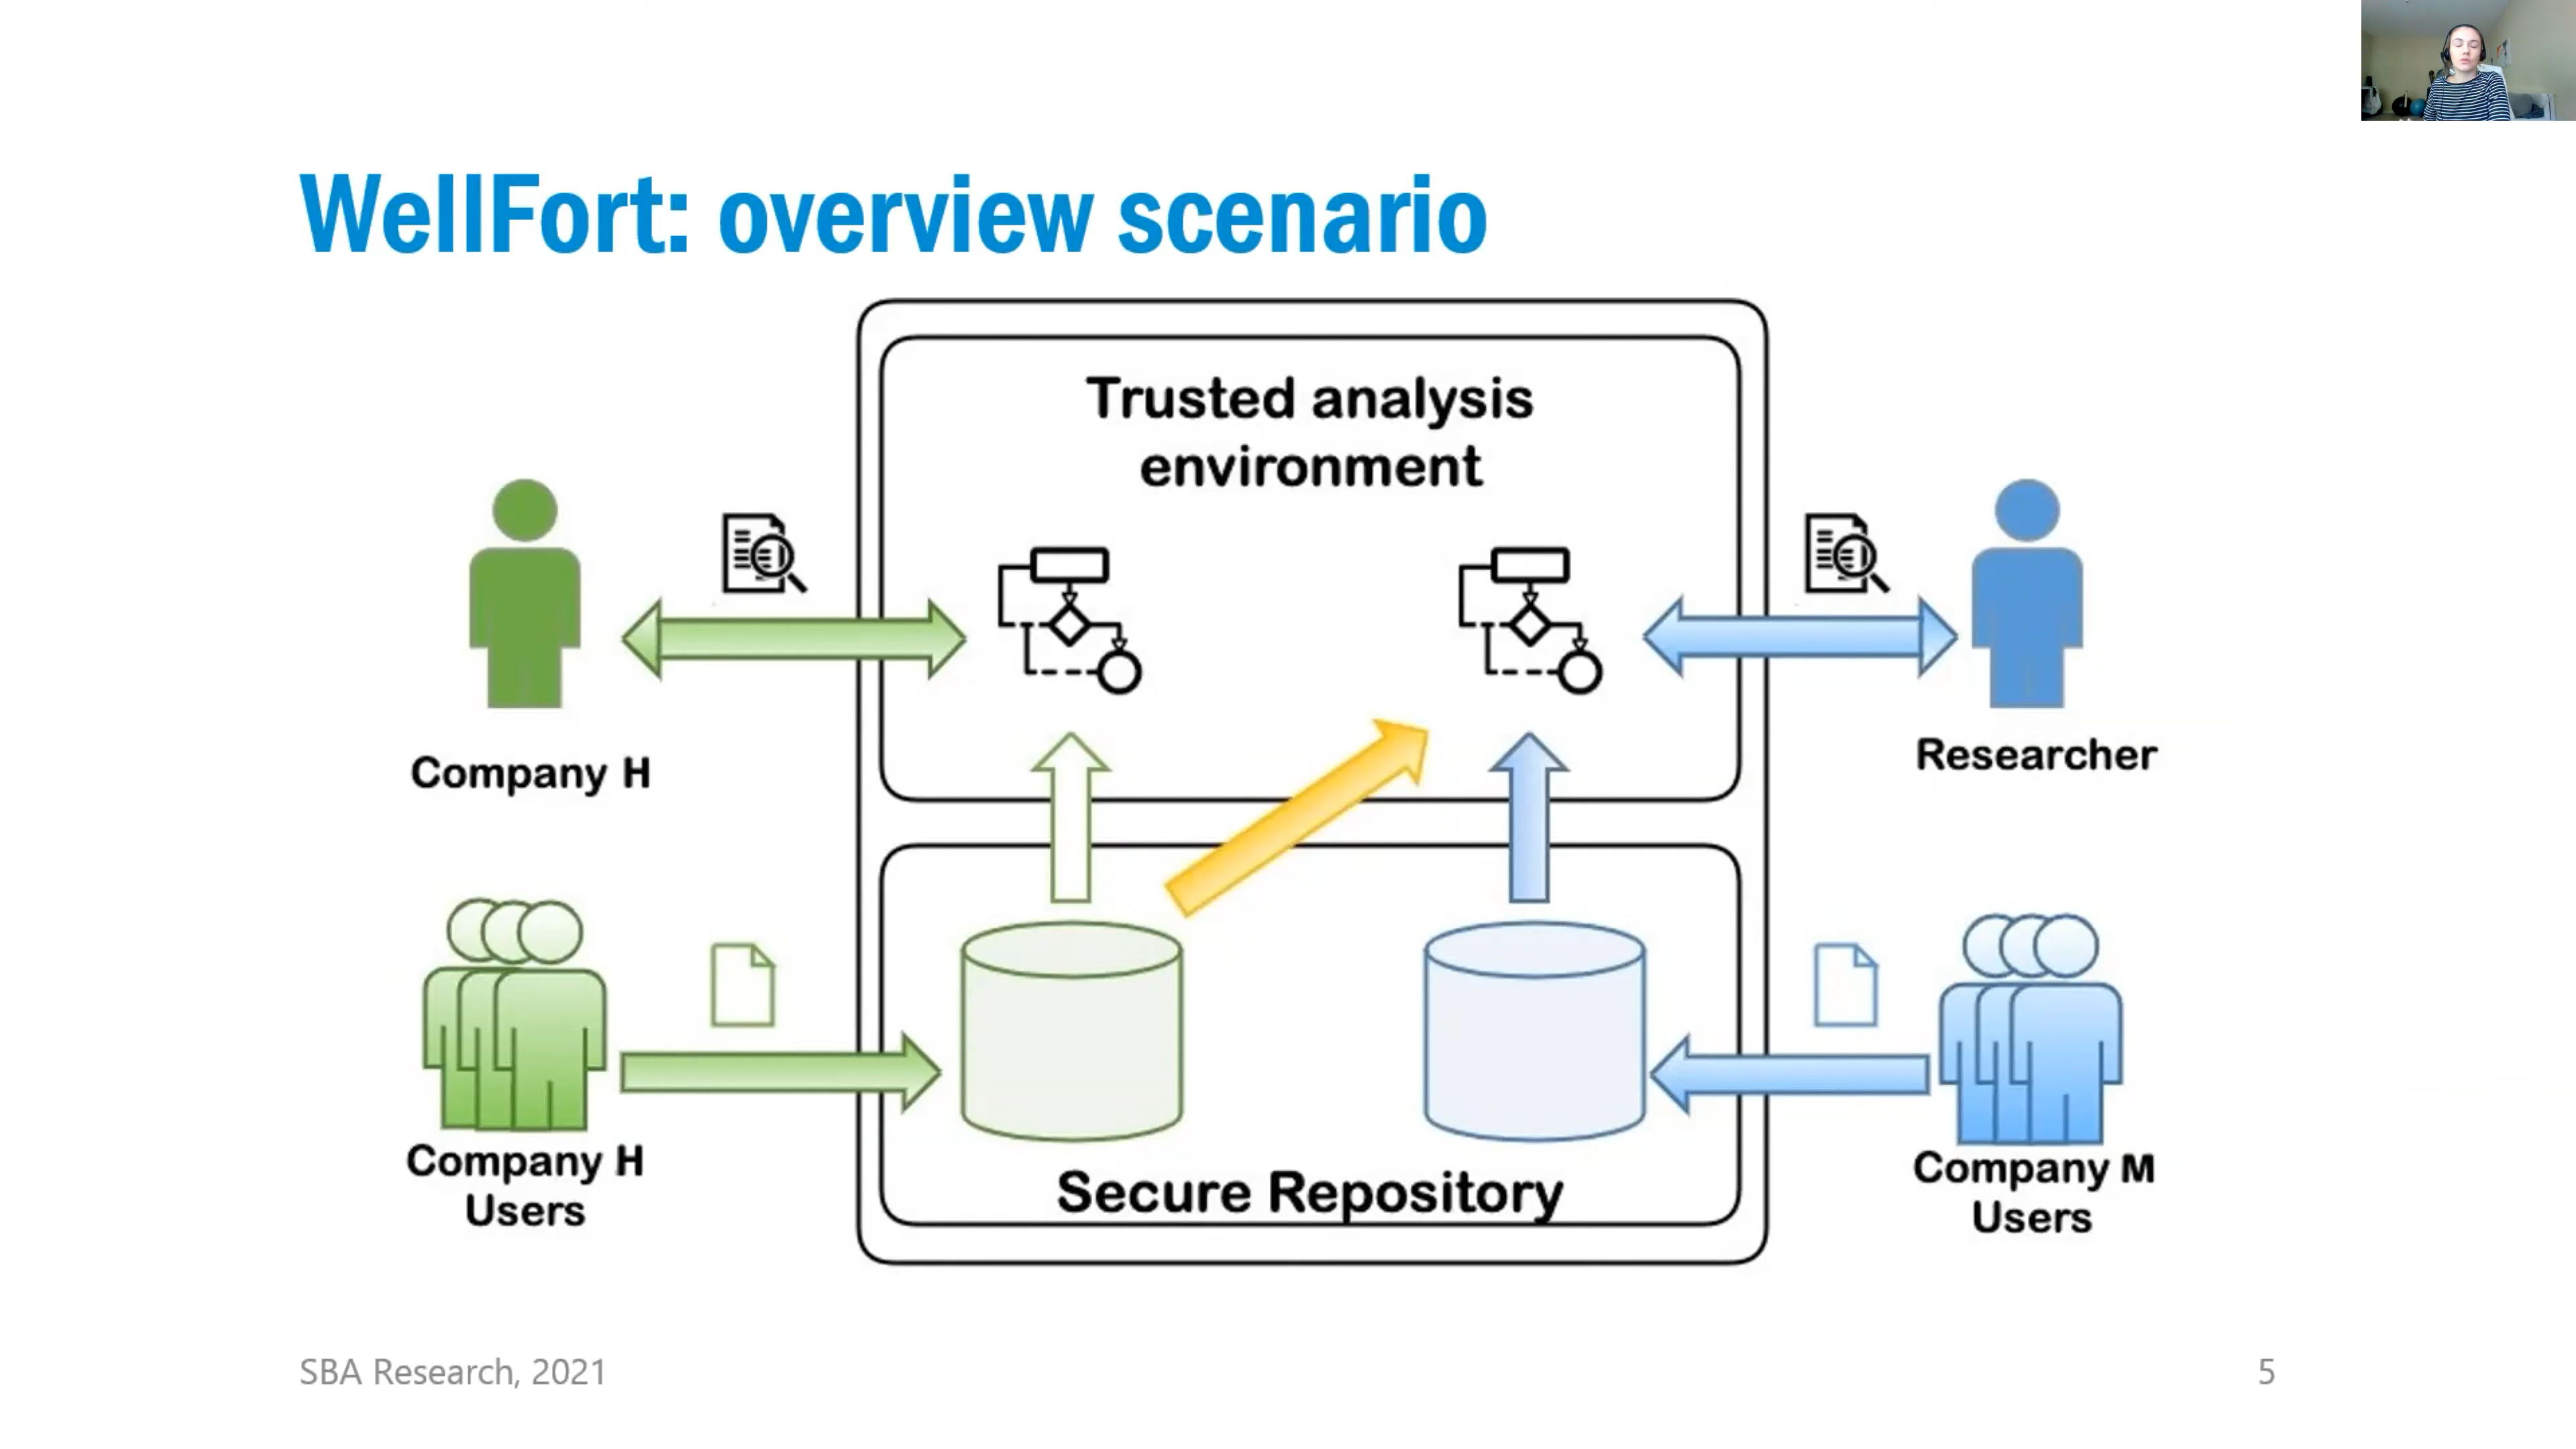 WellFort: overview scenario
Trusted analysis
environment
Company H
Researcher
Company H
Users
Company M
Users
Secure Repository
SBA Research, 2021
5